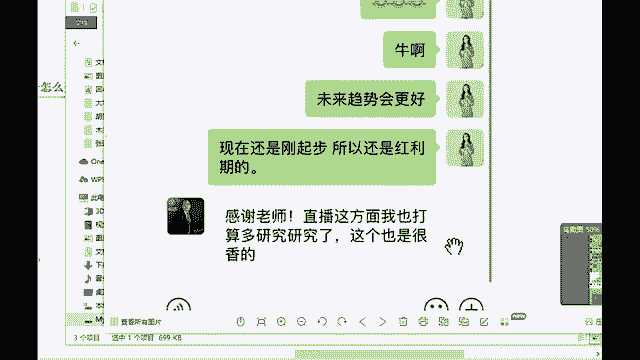 牛啊
怎么
未来趋势会更好
现在还是刚起步 所以还是红利
期的。
One
WPS
3D
感谢老师！直播这方面我也打
算多研究研究了，这个也是很
香的
50%
查看所有图片
new
3 个项目
选中 1 个项目 699 KB